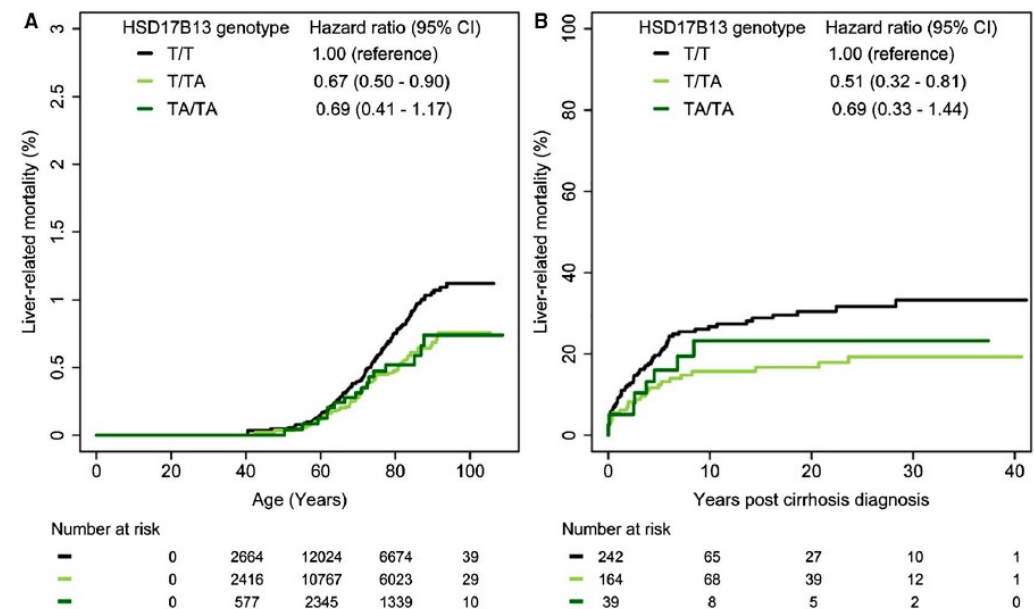 A
HSD17B13 genotype Hazard ratio (95% CI)
T/T 1.00 (reference)
T/TA 0.67 (0.50 - 0.90)
TA/TA 0.69 (0.41 - 1.17)
Liver-related mortality (%)
3
2.5
2
1.5
1
0.5
0
0 20 40 60 80 100
Age (Years)
Number at risk
0 2664 12024 6674 39
0 2416 10767 6023 29
0 577 2345 1339 10
B
HSD17B13 genotype Hazard ratio (95% CI)
T/T 1.00 (reference)
T/TA 0.51 (0.32 - 0.81)
TA/TA 0.69 (0.33 - 1.44)
Liver-related mortality (%)
100
80
60
40
20
0
0 10 20 30 40
Years post cirrhosis diagnosis
Number at risk
242 65 27 10 1
164 68 39 12 1
39 8 5 2 0